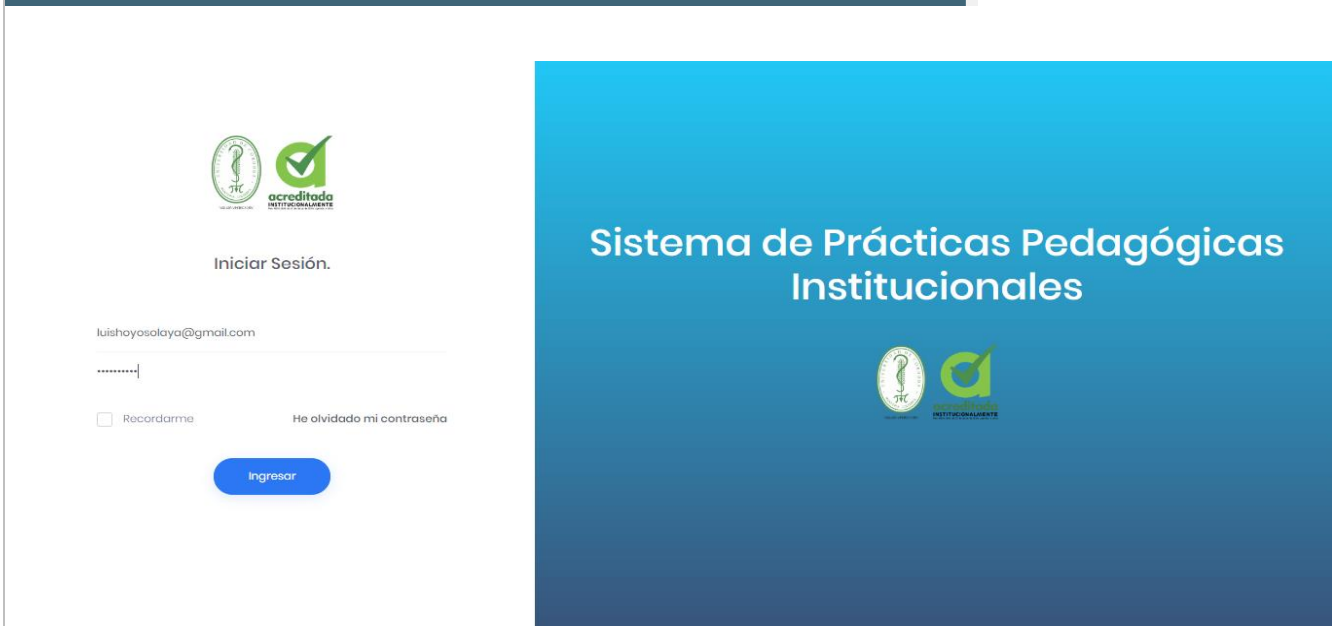 acreditada
INSTITUCIONALMENTE
Iniciar Sesión.
luishoyosolaya@gmail.com
••••••••••
Recordarme
He olvidado mi contraseña
Ingresar
Sistema de Prácticas Pedagógicas
Institucionales
acreditada
INSTITUCIONALMENTE